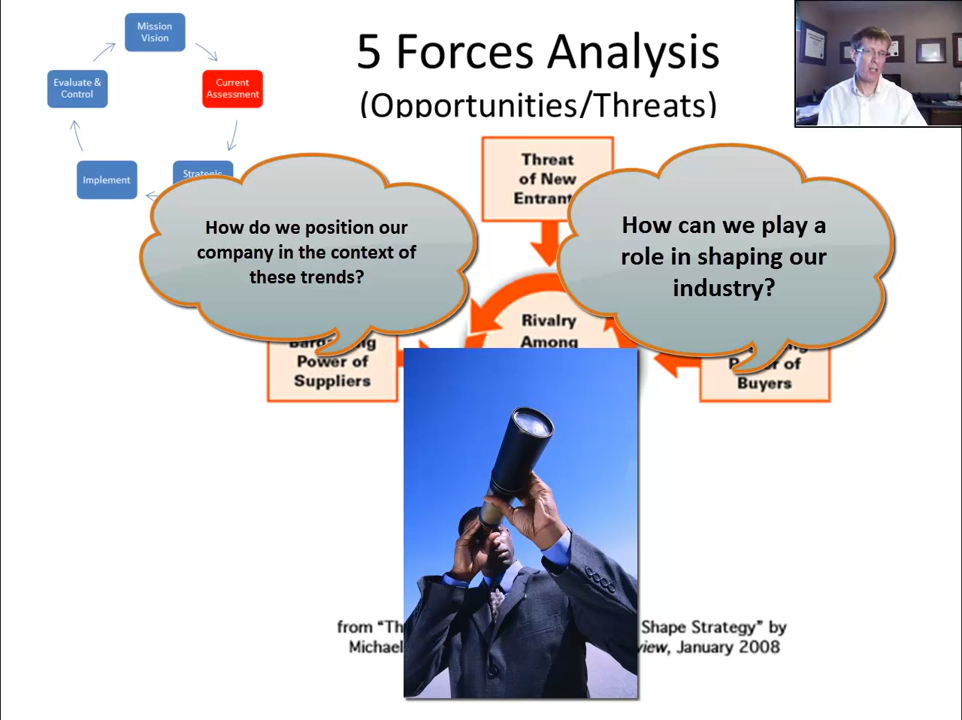 5 Forces Analysis
(Opportunities/Threats)
Mission
Vision
Current
Assessment
Evaluate &
Control
Implement
Strategic
Threat
of New
How do we position our
company in the context of
these trends?
How can we play a
role in shaping our
industry?
Rivalry
Among
Power of
Suppliers
of
Buyers
from “Th
Shape Strategy” by
Michael
view, January 2008